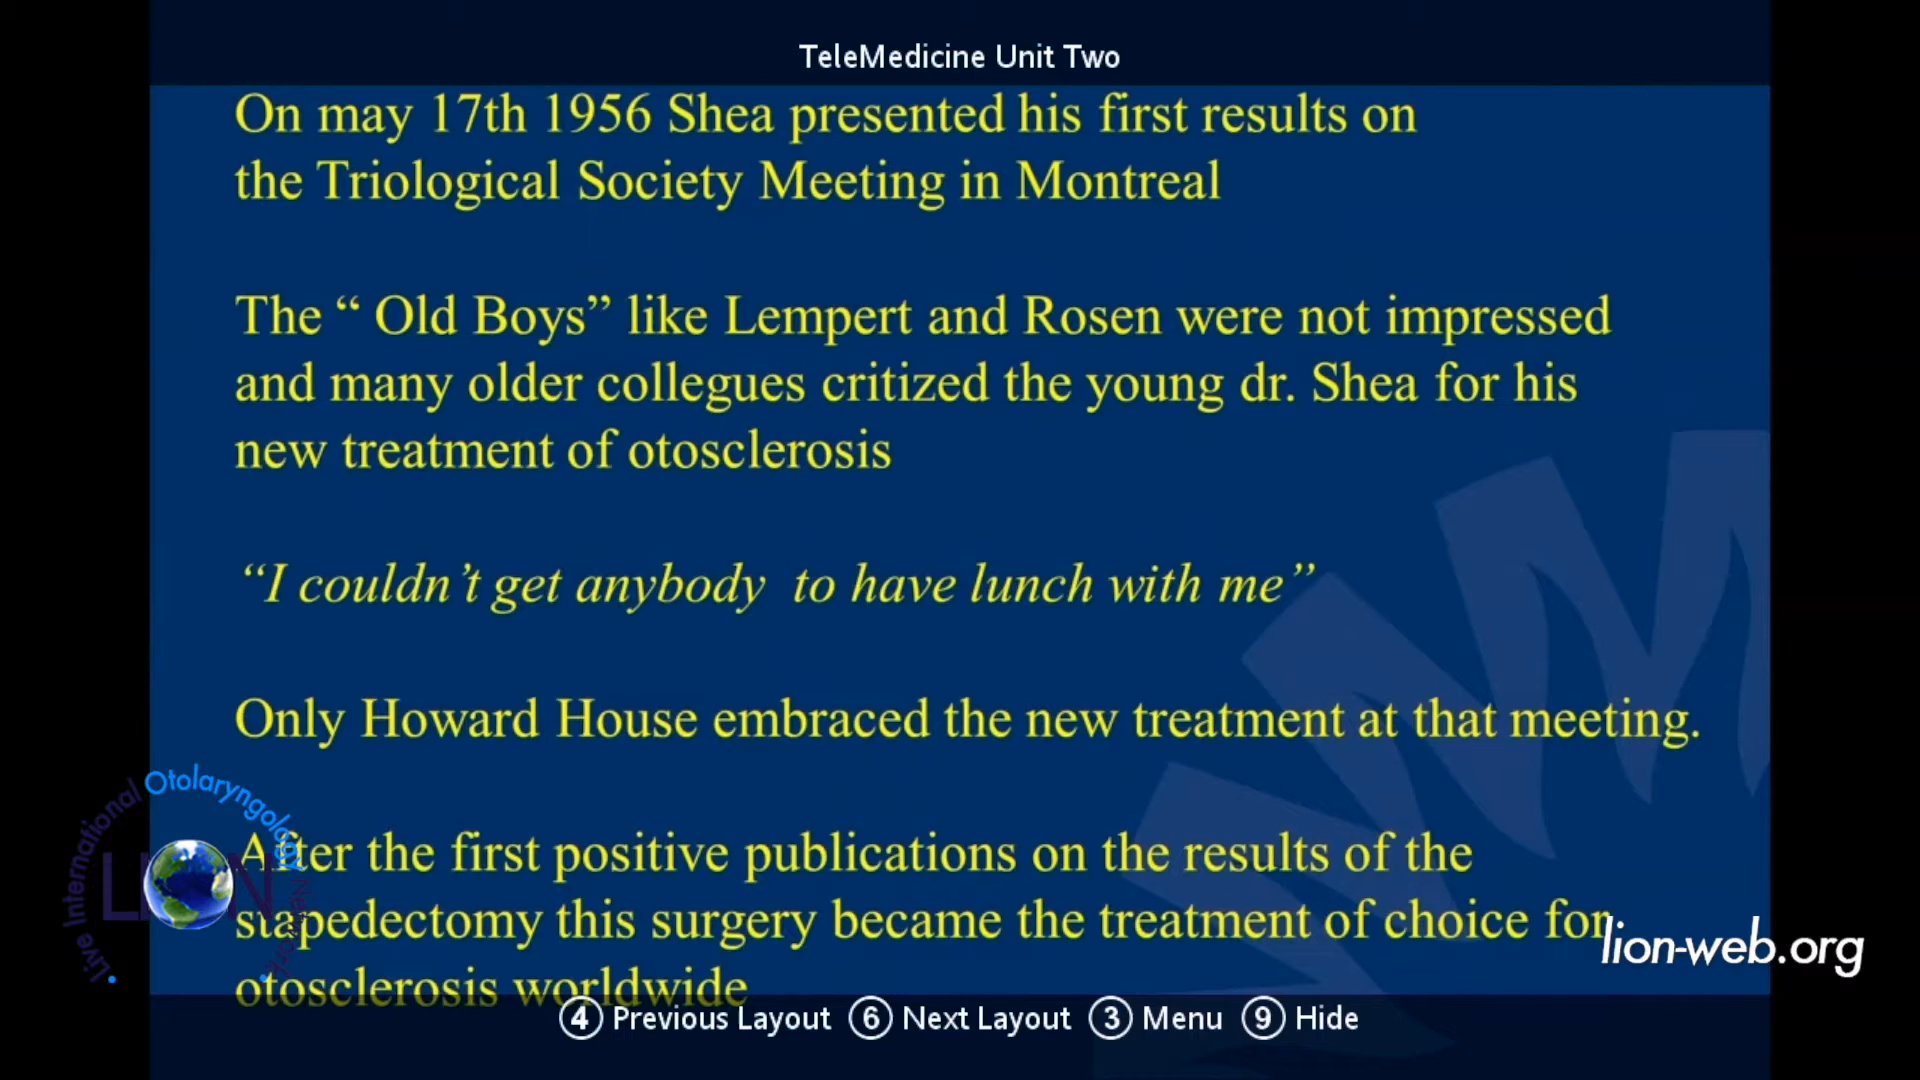 TeleMedicine Unit Two
On may 17th 1956 Shea presented his first results on
the Triological Society Meeting in Montreal
The “ Old Boys” like Lempert and Rosen were not impressed
and many older collegues critized the young dr. Shea for his
new treatment of otosclerosis
“I couldn’t get anybody to have lunch with me”
Only Howard House embraced the new treatment at that meeting.
After the first positive publications on the results of the
stapedectomy this surgery became the treatment of choice for
otosclerosis worldwide
Live International Otolaryngology Network
LION
lion-web.org
4 Previous Layout 6 Next Layout 3 Menu 9 Hide